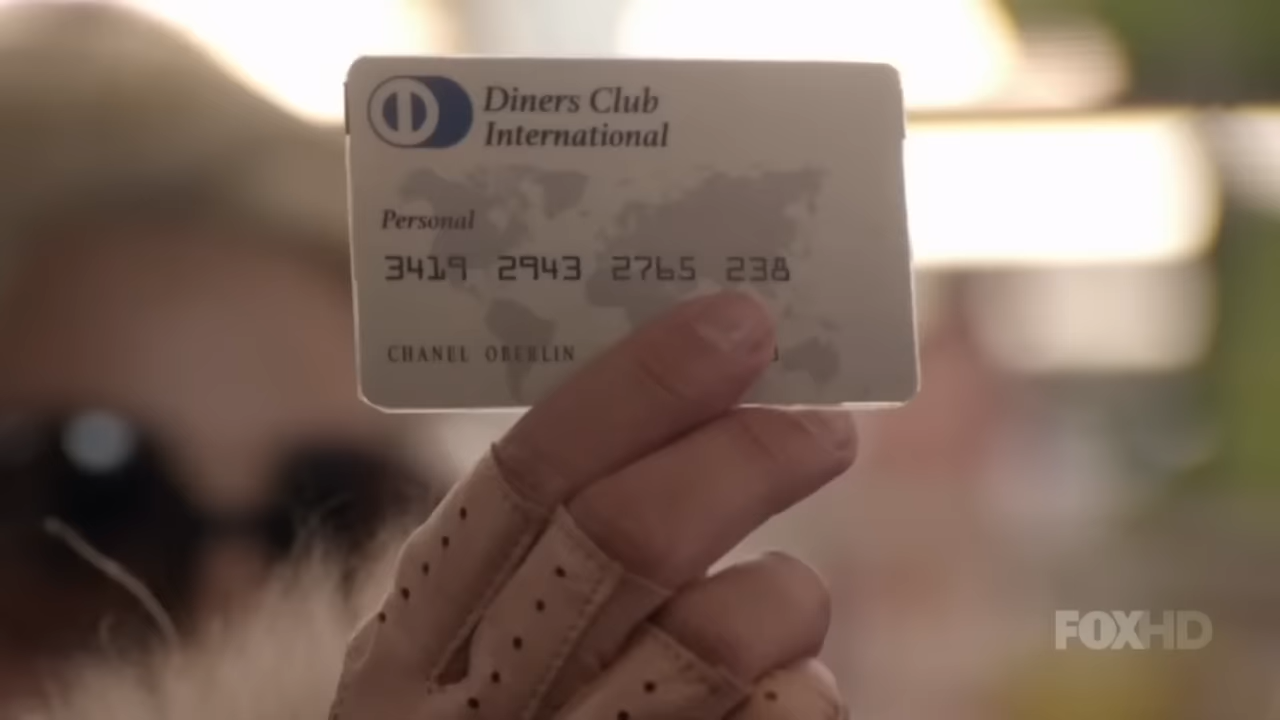 Diners Club
International
Personal
3419 2943 2765 238
CHANEL OBERLIN
FOXHD